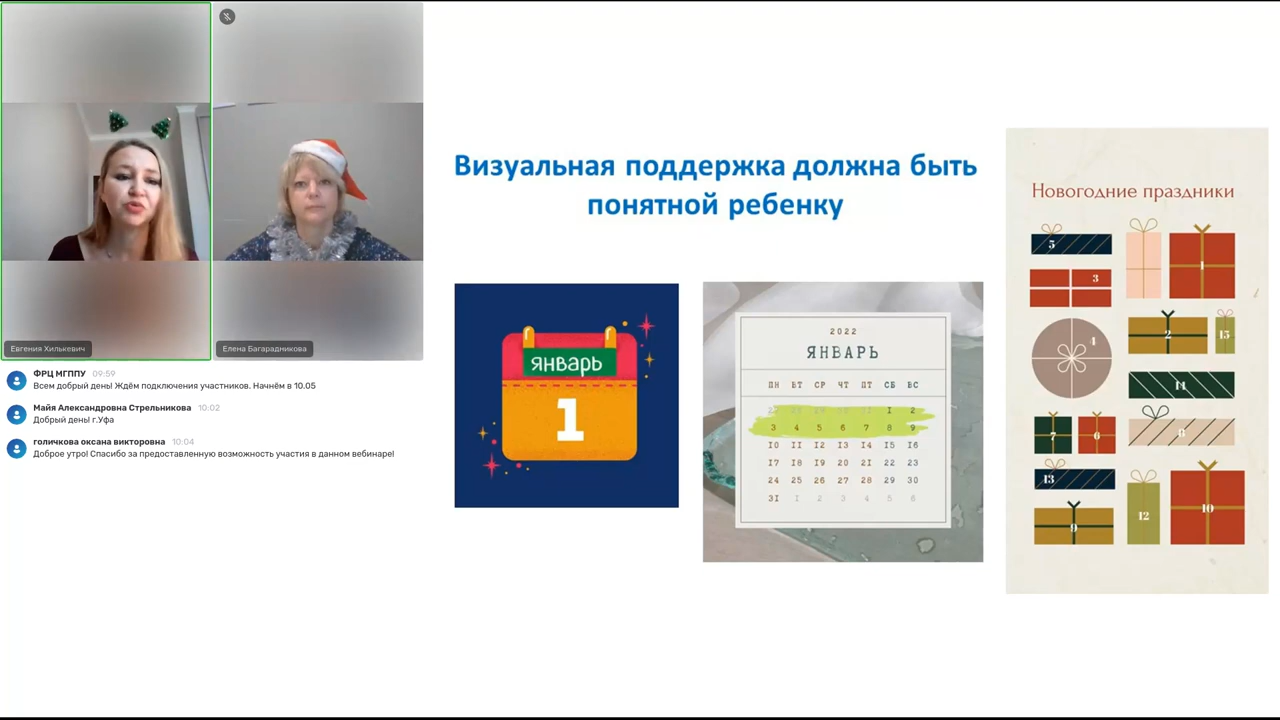 Евгения Хилькевич
Елена Багарадникова
ФРЦ МГППУ 09:59
Всем добрый день! Ждём подключения участников. Начнём в 10.05
Майя Александровна Стрельникова 10:02
Добрый день! г.Уфа
голичкова оксана викторовна 10:04
Доброе утро! Спасибо за предоставленную возможность участия в данном вебинаре!
Визуальная поддержка должна быть
понятной ребенку
январь
1
2022
ЯНВАРЬ
ПН ВТ СР ЧТ ПТ СБ ВС
27 28 29 30 31 1 2
3 4 5 6 7 8 9
10 11 12 13 14 15 16
17 18 19 20 21 22 23
24 25 26 27 28 29 30
31 1 2 3 4 5 6
Новогодние праздники
5
1
3
4
2
15
11
7
6
8
13
9
12
10